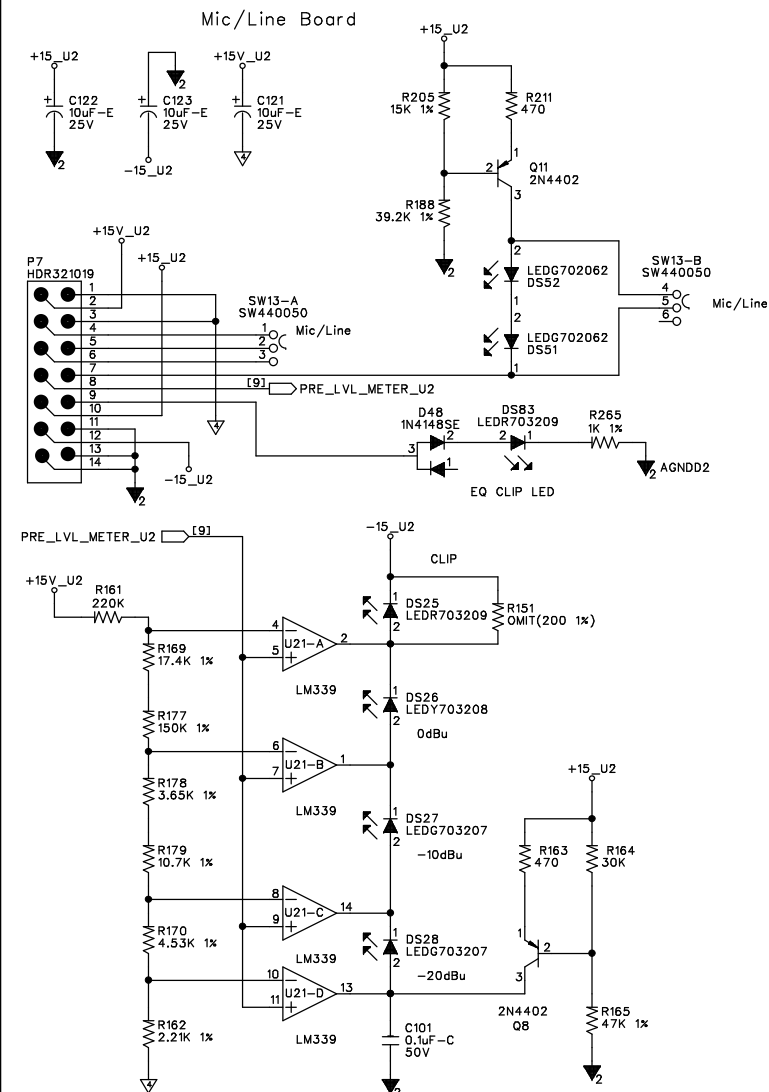 Mic/Line Board
+15_U2
+15_U2
+15V_U2
C122
10uF-E
25V
2
2
C123
10uF-E
25V
-15_U2
C121
10uF-E
25V
4
R205
15K 1%
R211
470
1
2
3
Q11
2N4402
R188
39.2K 1%
2
+15V_U2
+15_U2
P7
HDR321019
1
2
3
4
5
6
7
8
9
10
11
12
13
14
SW13-A
SW440050
1
2
3
Mic/Line
2
LEDG702062
DS52
1
2
LEDG702062
DS51
1
SW13-B
SW440050
4
5
6
Mic/Line
[9]
PRE_LVL_METER_U2
4
-15_U2
2
D48
1N4148SE
3
2
1
DS83
LEDR703209
2
1
R265
1K 1%
2
AGNDD2
EQ CLIP LED
PRE_LVL_METER_U2
[9]
-15_U2
CLIP
+15V_U2
R161
220K
1
DS25
LEDR703209
2
R151
OMIT(200 1%)
4
5
U21-A
2
LM339
R169
17.4K 1%
1
DS26
LEDY703208
2
0dBu
R177
150K 1%
6
7
U21-B
1
LM339
R178
3.65K 1%
1
DS27
LEDG703207
2
-10dBu
+15_U2
R179
10.7K 1%
R163
470
R164
30K
8
9
U21-C
14
LM339
R170
4.53K 1%
1
DS28
LEDG703207
2
-20dBu
1
2
3
10
11
U21-D
13
LM339
2N4402
Q8
R162
2.21K 1%
C101
0.1uF-C
50V
R165
47K 1%
4
2
2